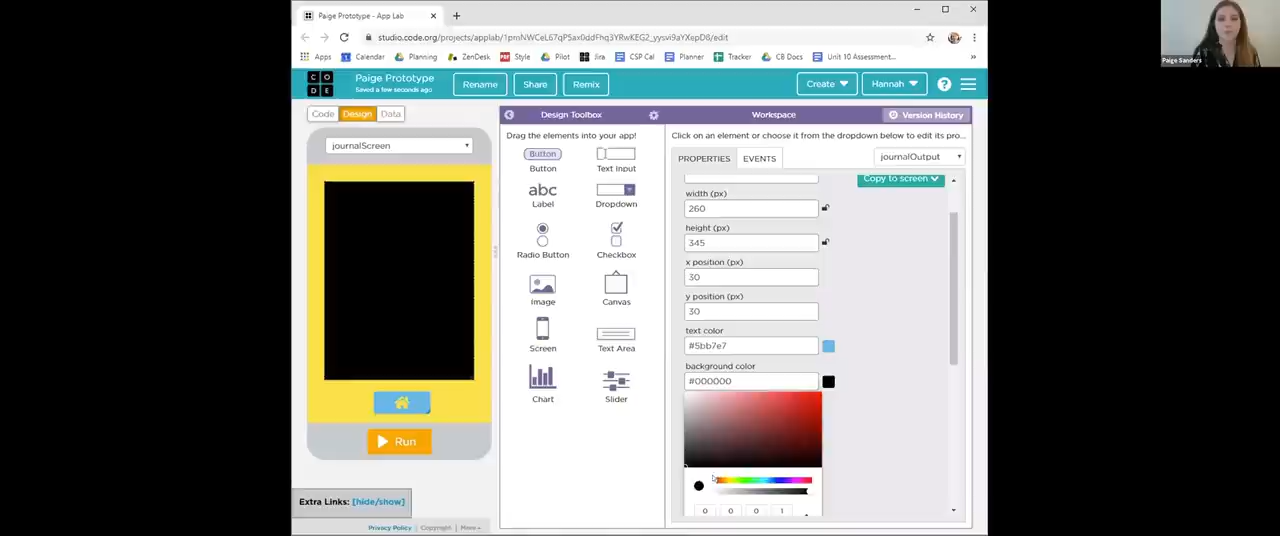 Paige Prototype - App Lab
studio.code.org/projects/applab/1pmNWCeL67qPSax0ddFhq3YRwKEG2_yysvi9aYXepD8/edit
Apps Calendar Planning ZenDesk Style Pilot Jira CSP Cal Planner Tracker CB Docs Unit 10 Assessment...
Paige Sanders
C O
D E
Paige Prototype
Saved a few seconds ago
Rename
Share
Remix
Create
Hannah
?
Code Design Data
Design Toolbox
Workspace
Version History
journalScreen
Drag the elements into your app!
Button
Button
Text Input
abc
Label
Dropdown
Radio Button
Checkbox
Image
Canvas
Screen
Text Area
Chart
Slider
Click on an element or choose it from the dropdown below to edit its pro...
PROPERTIES EVENTS
journalOutput
Copy to screen
width (px)
260
height (px)
345
x position (px)
30
y position (px)
30
text color
#5bb7e7
background color
#000000
0 0 0 1
Run
Extra Links: [hide/show]
Privacy Policy | Copyright | More